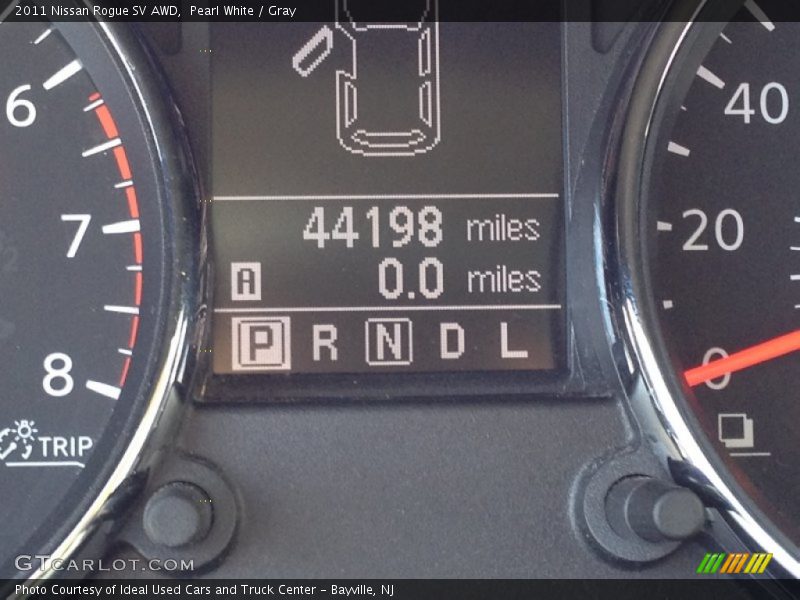 2011 Nissan Rogue SV AWD,  Pearl White / Gray
6
7
8
TRIP
44198 miles
A 0.0 miles
P R N D L
40
20
0
GTCARLOT.COM
Photo Courtesy of Ideal Used Cars and Truck Center - Bayville, NJ